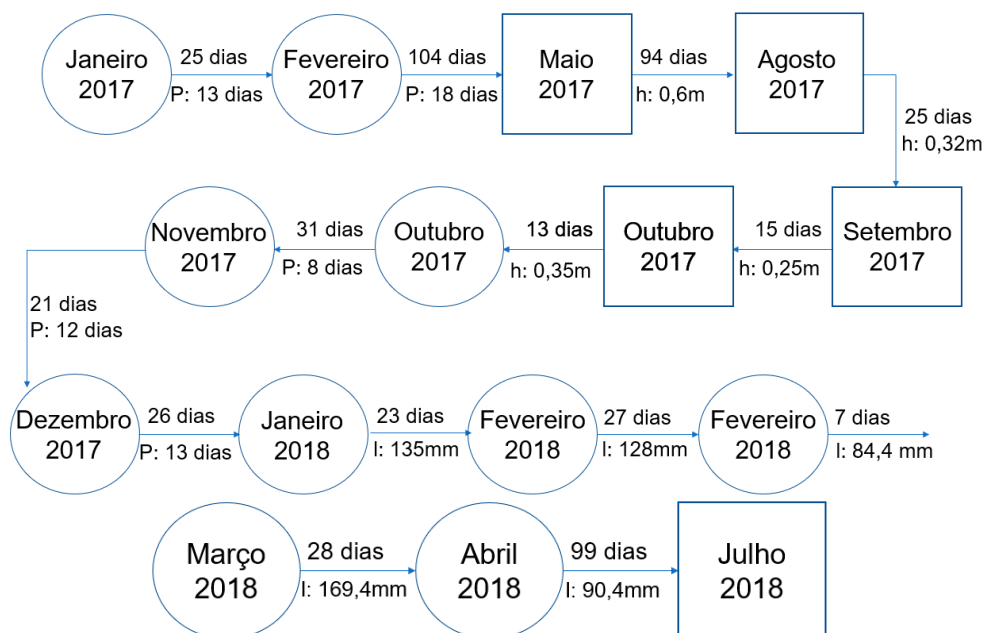 Janeiro
2017
25 dias
P: 13 dias
Fevereiro
2017
104 dias
P: 18 dias
Maio
2017
94 dias
h: 0,6m
Agosto
2017
25 dias
h: 0,32m
Setembro
2017
15 dias
h: 0,25m
Outubro
2017
13 dias
h: 0,35m
Outubro
2017
31 dias
P: 8 dias
Novembro
2017
21 dias
P: 12 dias
Dezembro
2017
26 dias
P: 13 dias
Janeiro
2018
23 dias
I: 135mm
Fevereiro
2018
27 dias
I: 128mm
Fevereiro
2018
7 dias
I: 84,4 mm
Março
2018
28 dias
I: 169,4mm
Abril
2018
99 dias
I: 90,4mm
Julho
2018